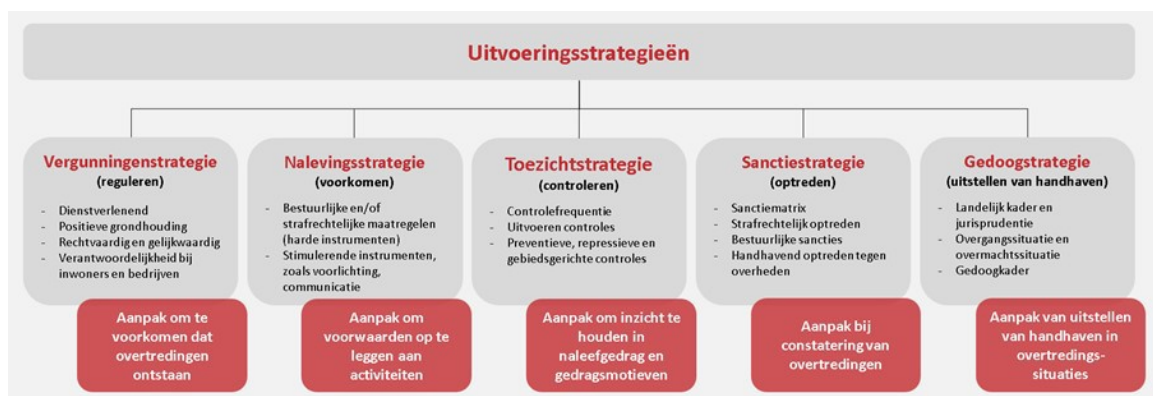 Uitvoeringsstrategieën
Vergunningenstrategie
(reguleren)
- Dienstverlenend
- Positieve grondhouding
- Rechtvaardig en gelijkwaardig
- Verantwoordelijkheid bij
inwoners en bedrijven
Aanpak om te
voorkomen dat
overtredingen
ontstaan
Nalevingsstrategie
(voorkomen)
- Bestuurlijke en/of
strafrechtelijke maatregelen
(harde instrumenten)
- Stimulerende instrumenten,
zoals voorlichting,
communicatie
Aanpak om
voorwaarden op te
leggen aan
activiteiten
Toezichtstrategie
(controleren)
- Controlefrequentie
- Uitvoeren controles
- Preventieve, repressieve en
gebiedsgerichte controles
Aanpak om inzicht te
houden in
naleefgedrag en
gedragsmotieven
Sanctiestrategie
(optreden)
- Sanctiematrix
- Strafrechtelijk optreden
- Bestuurlijke sancties
- Handhavend optreden tegen
overheden
Aanpak bij
constatering van
overtredingen
Gedoogstrategie
(uitstellen van handhaven)
- Landelijk kader en
jurisprudentie
- Overgangssituatie en
overmachtssituatie
- Gedoogkader
Aanpak van uitstellen
van handhaven in
overtredings-
situaties